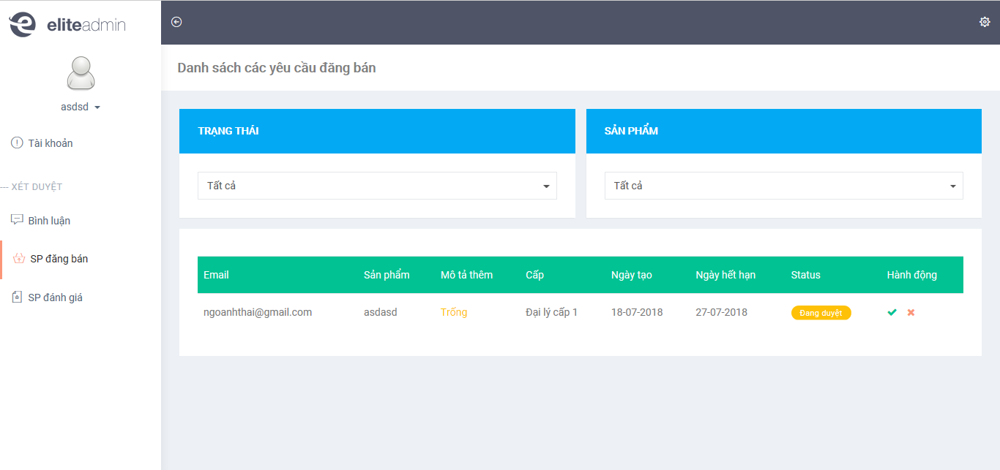 eliteadmin
Danh sách các yêu cầu đăng bán
asdsd
Tài khoản
--- XÉT DUYỆT
Bình luận
SP đăng bán
SP đánh giá
TRẠNG THÁI
Tất cả
SẢN PHẨM
Tất cả
Email Sản phẩm Mô tả thêm Cấp Ngày tạo Ngày hết hạn Status Hành động
ngoanhthai@gmail.com asdasd Trống Đại lý cấp 1 18-07-2018 27-07-2018 Đang duyệt